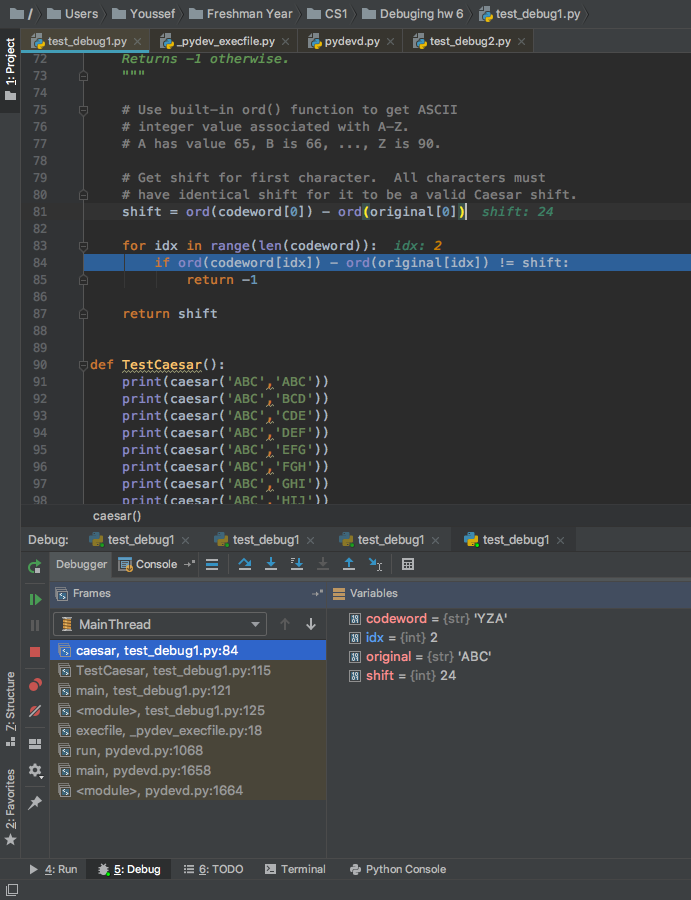 / Users Youssef Freshman Year CS1 Debuging hw 6 test_debug1.py
test_debug1.py × _pydev_execfile.py × pydevd.py × test_debug2.py ×
1: Project
72 Returns -1 otherwise.
73 """
74
75 # Use built-in ord() function to get ASCII
76 # integer value associated with A-Z.
77 # A has value 65, B is 66, ..., Z is 90.
78
79 # Get shift for first character.  All characters must
80 # have identical shift for it to be a valid Caesar shift.
81 shift = ord(codeword[0]) - ord(original[0]) shift: 24
82
83 for idx in range(len(codeword)): idx: 2
84 if ord(codeword[idx]) - ord(original[idx]) != shift:
85 return -1
86
87 return shift
88
89
90 def TestCaesar():
91 print(caesar('ABC','ABC'))
92 print(caesar('ABC','BCD'))
93 print(caesar('ABC','CDE'))
94 print(caesar('ABC','DEF'))
95 print(caesar('ABC','EFG'))
96 print(caesar('ABC','FGH'))
97 print(caesar('ABC','GHI'))
98 print(caesar('ABC','HIJ'))
caesar()
Debug: test_debug1 × test_debug1 × test_debug1 × test_debug1 ×
Debugger Console
Frames
MainThread
caesar, test_debug1.py:84
TestCaesar, test_debug1.py:115
main, test_debug1.py:121
<module>, test_debug1.py:125
execfile, _pydev_execfile.py:18
run, pydevd.py:1068
main, pydevd.py:1658
<module>, pydevd.py:1664
Variables
codeword = {str} 'YZA'
idx = {int} 2
original = {str} 'ABC'
shift = {int} 24
Z: Structure
2: Favorites
4: Run 5: Debug 6: TODO Terminal Python Console